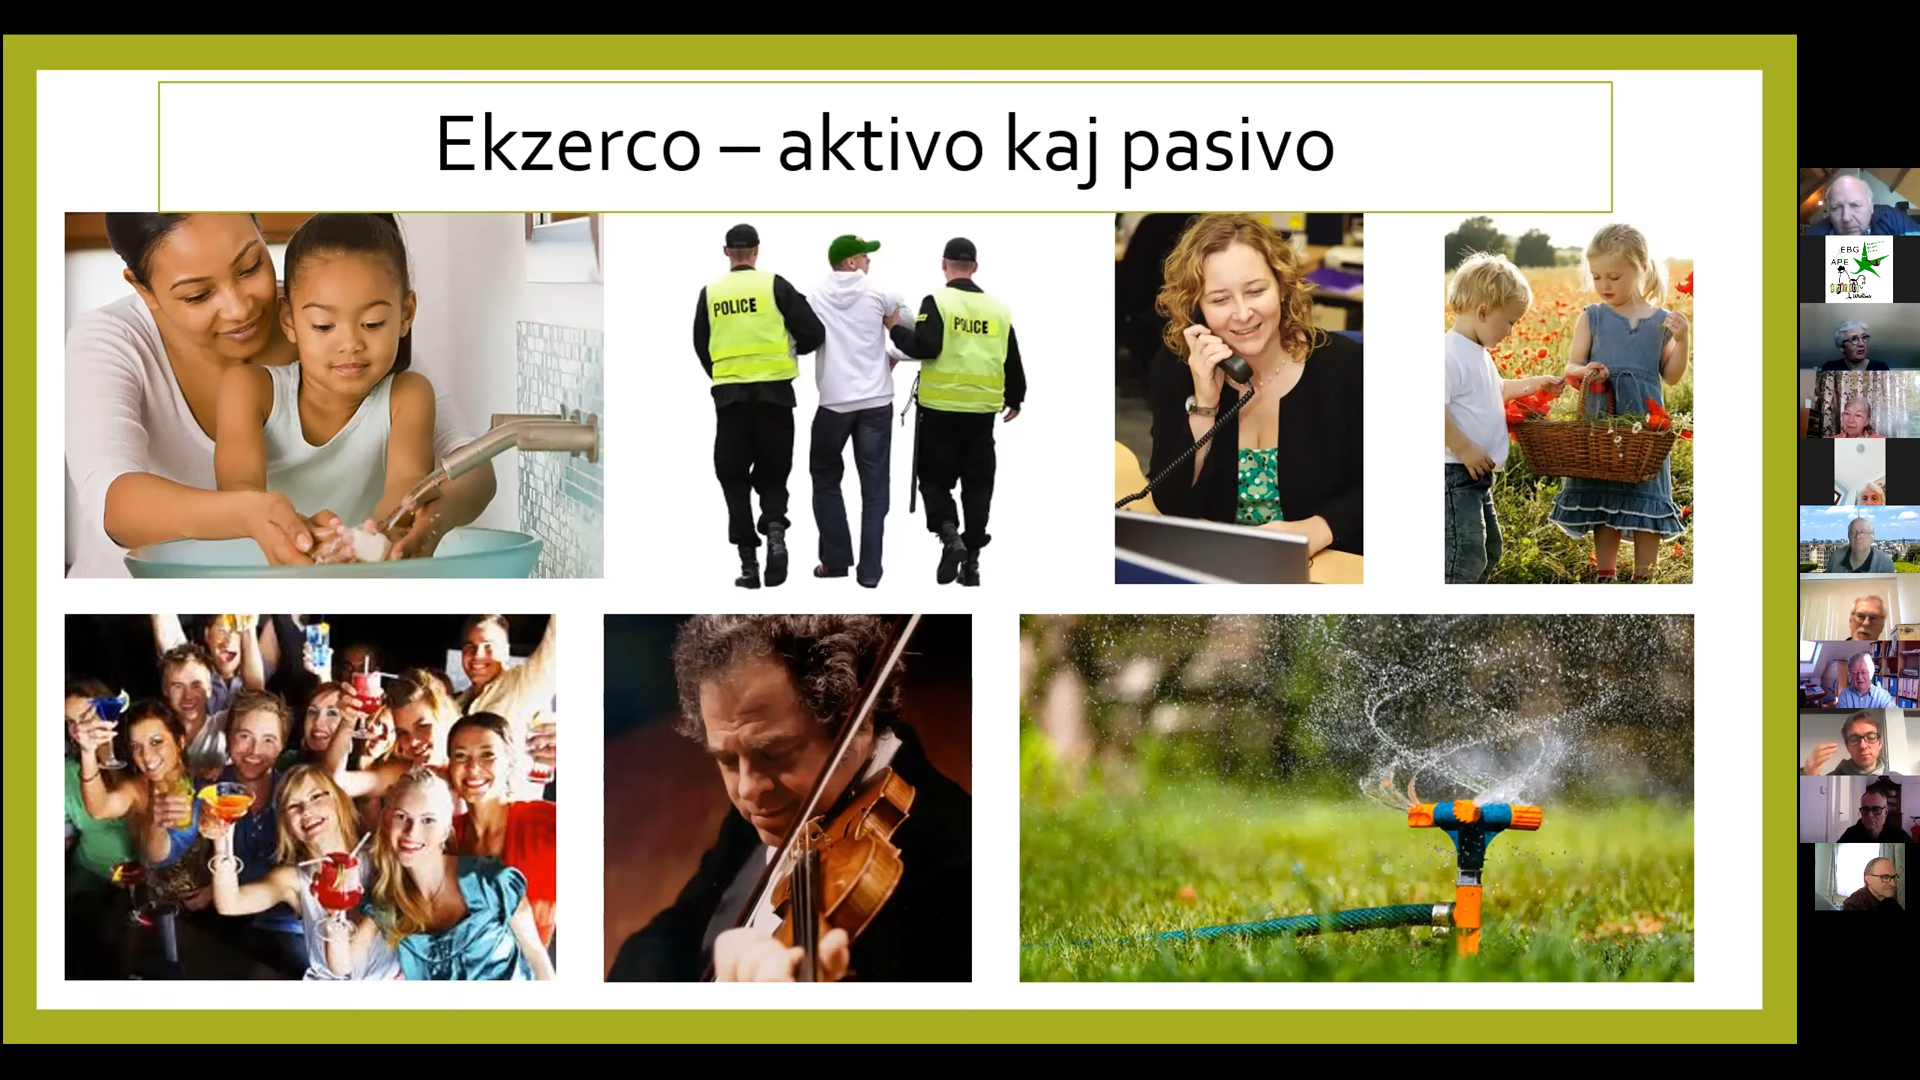 Ekzerco – aktivo kaj pasivo
POLICE
POLICE
EBG
APE